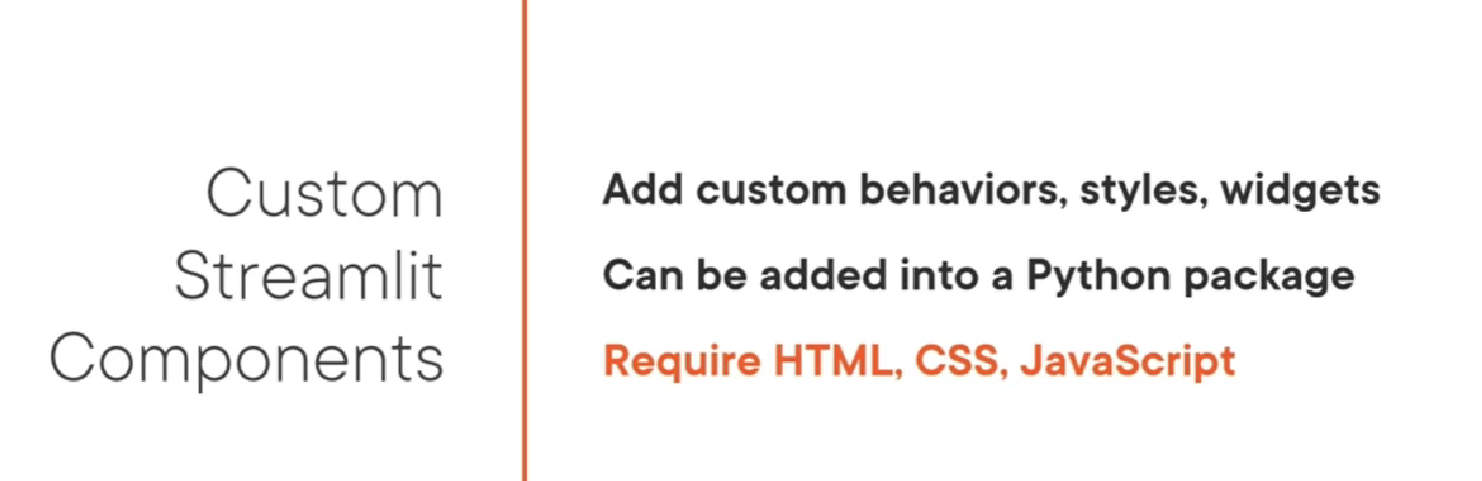 Custom
Streamlit
Components
Add custom behaviors, styles, widgets
Can be added into a Python package
Require HTML, CSS, JavaScript